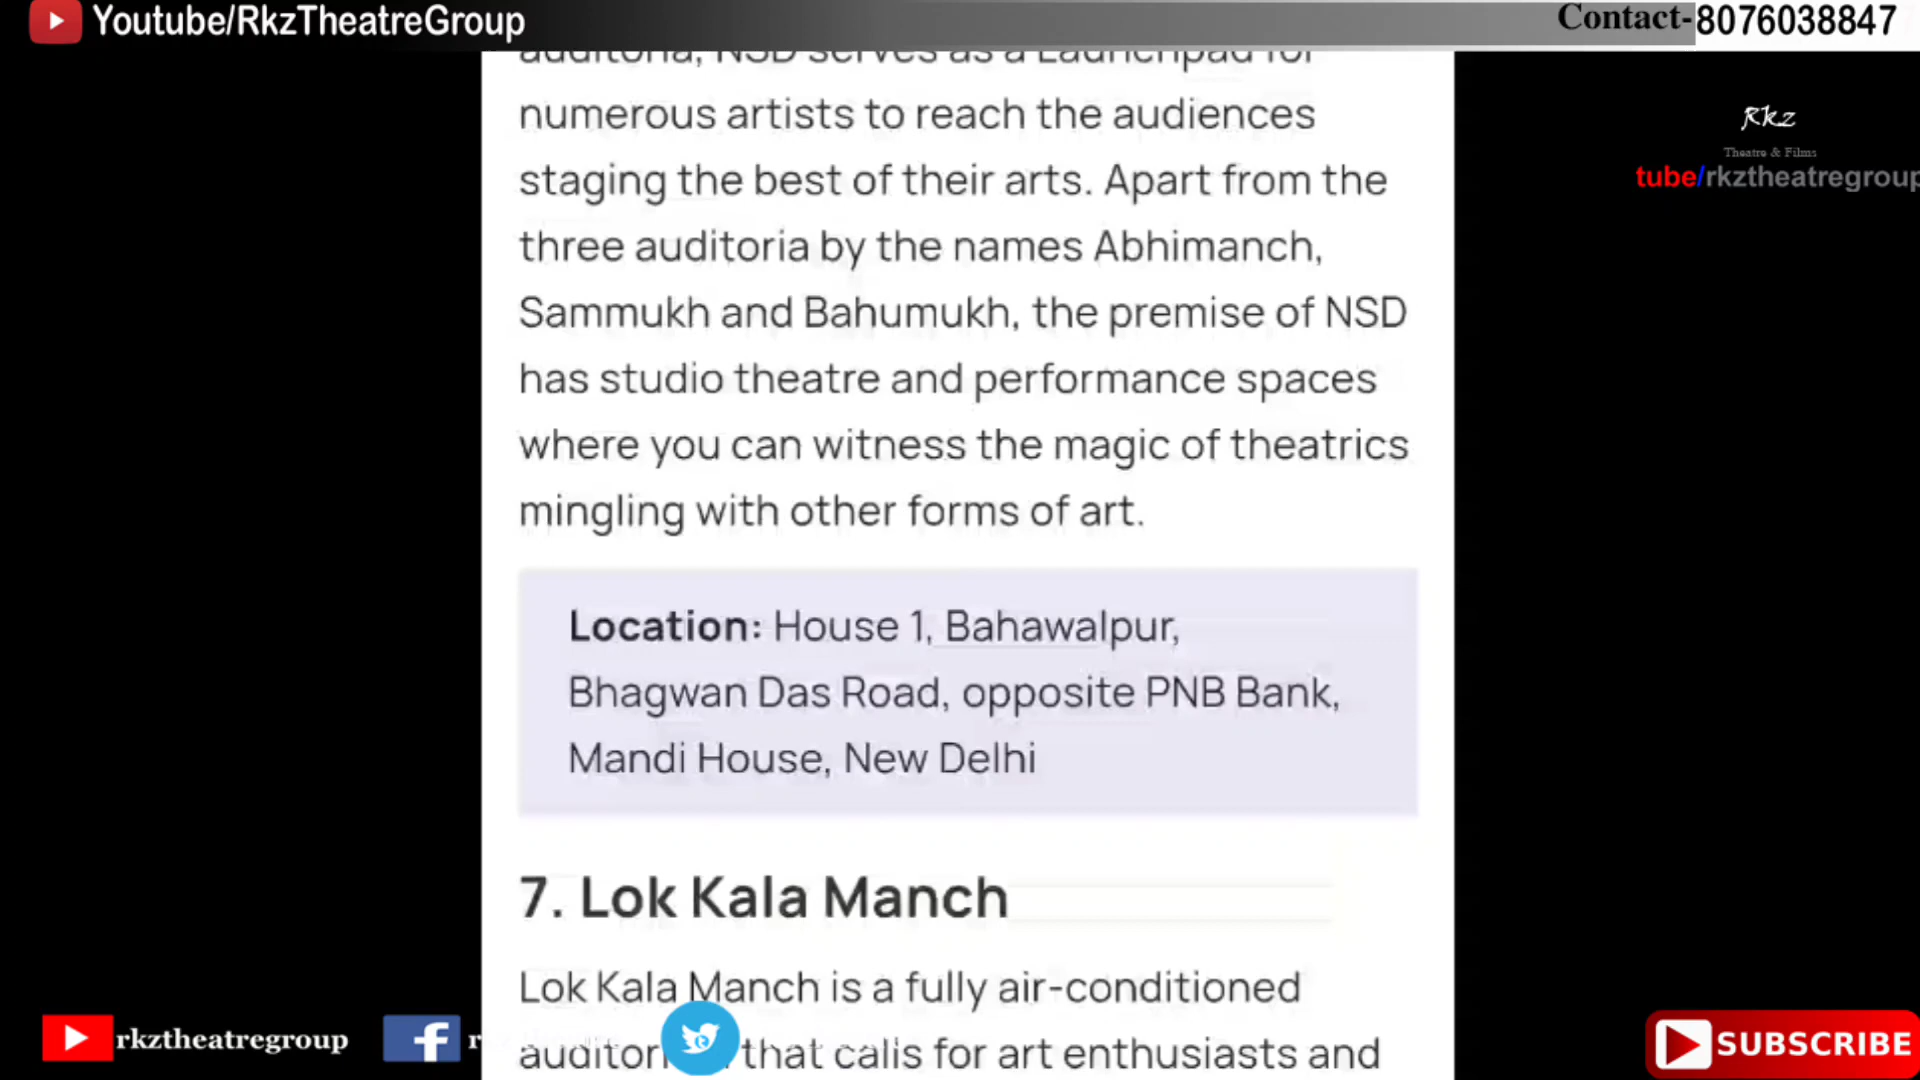 Youtube/RkzTheatreGroup
Contact-8076038847
numerous artists to reach the audiences
staging the best of their arts. Apart from the
three auditoria by the names Abhimanch,
Sammukh and Bahumukh, the premise of NSD
has studio theatre and performance spaces
where you can witness the magic of theatrics
mingling with other forms of art.
Rkz
Theatre & Films
tube/rkztheatregroup
Location: House 1, Bahawalpur,
Bhagwan Das Road, opposite PNB Bank,
Mandi House, New Delhi
7. Lok Kala Manch
Lok Kala Manch is a fully air-conditioned
that calls for art enthusiasts and
rkztheatregroup
SUBSCRIBE